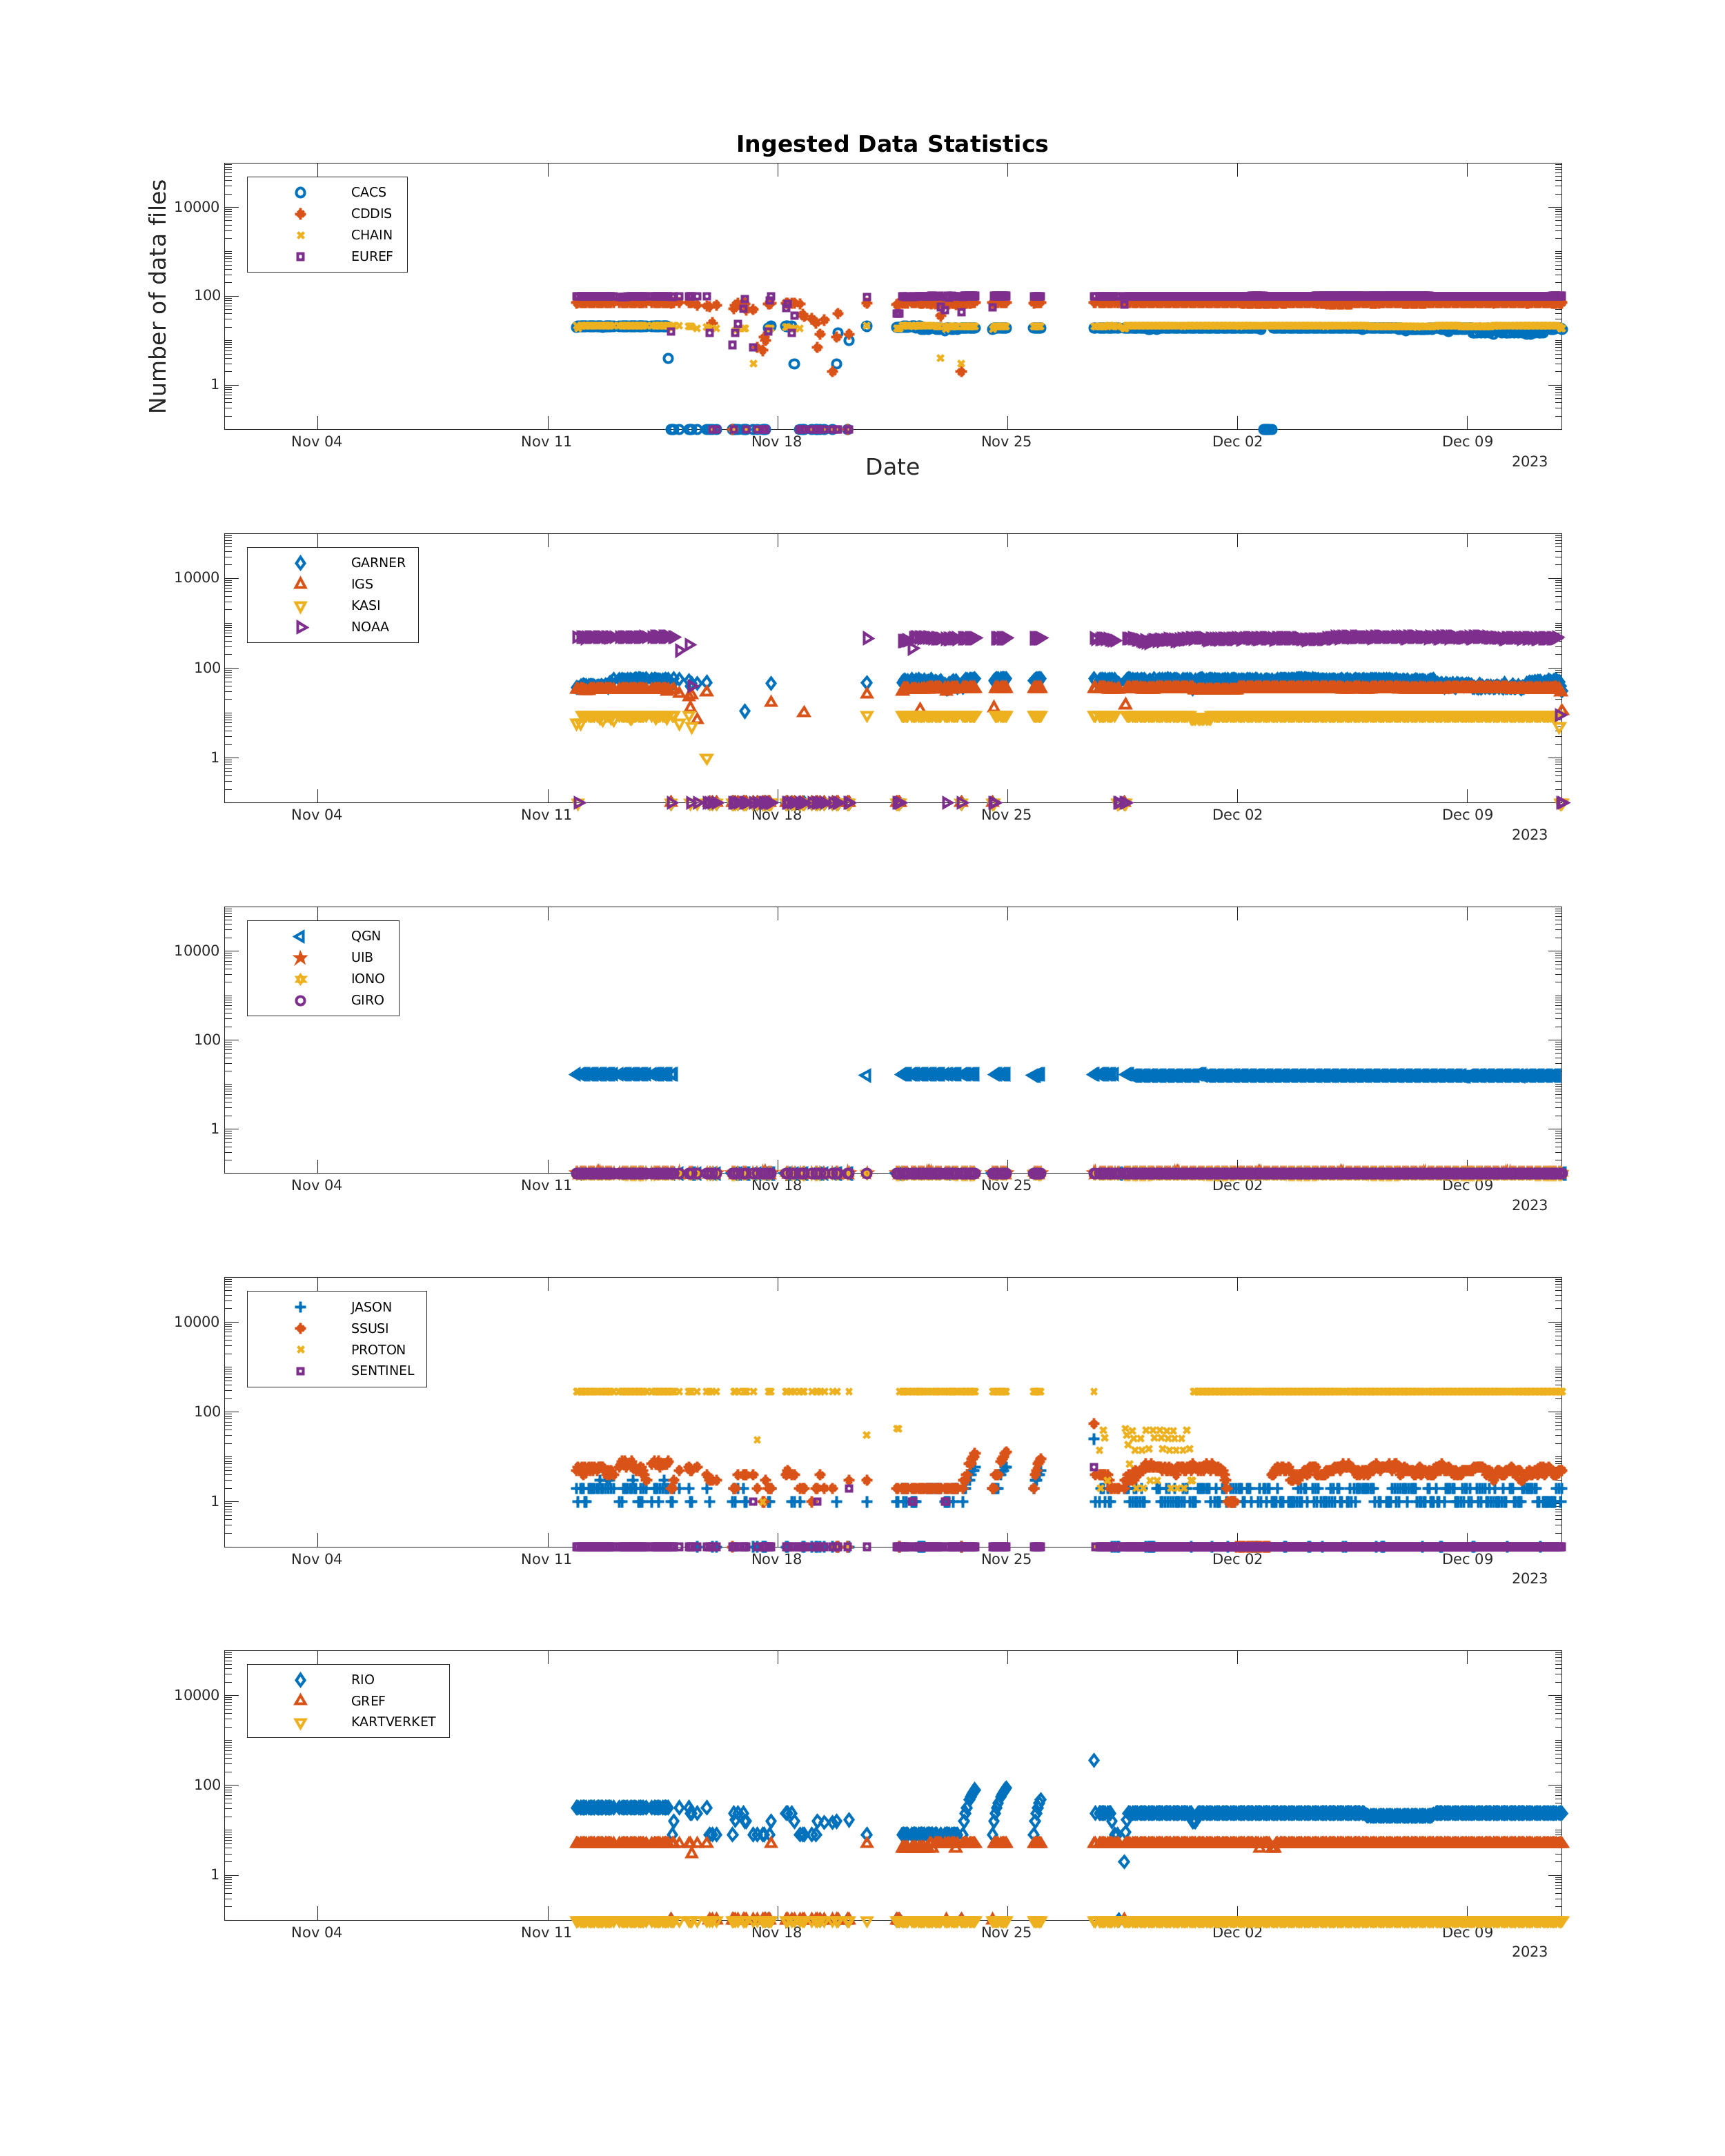 Ingested Data Statistics
Number of data files
CACS
CDDIS
CHAIN
EUREF
10000
100
1
Nov 04 Nov 11 Nov 18 Nov 25 Dec 02 Dec 09
2023
Date
GARNER
IGS
KASI
NOAA
10000
100
1
Nov 04 Nov 11 Nov 18 Nov 25 Dec 02 Dec 09
2023
QGN
UIB
IONO
GIRO
10000
100
1
Nov 04 Nov 11 Nov 18 Nov 25 Dec 02 Dec 09
2023
JASON
SSUSI
PROTON
SENTINEL
10000
100
1
Nov 04 Nov 11 Nov 18 Nov 25 Dec 02 Dec 09
2023
RIO
GREF
KARTVERKET
10000
100
1
Nov 04 Nov 11 Nov 18 Nov 25 Dec 02 Dec 09
2023